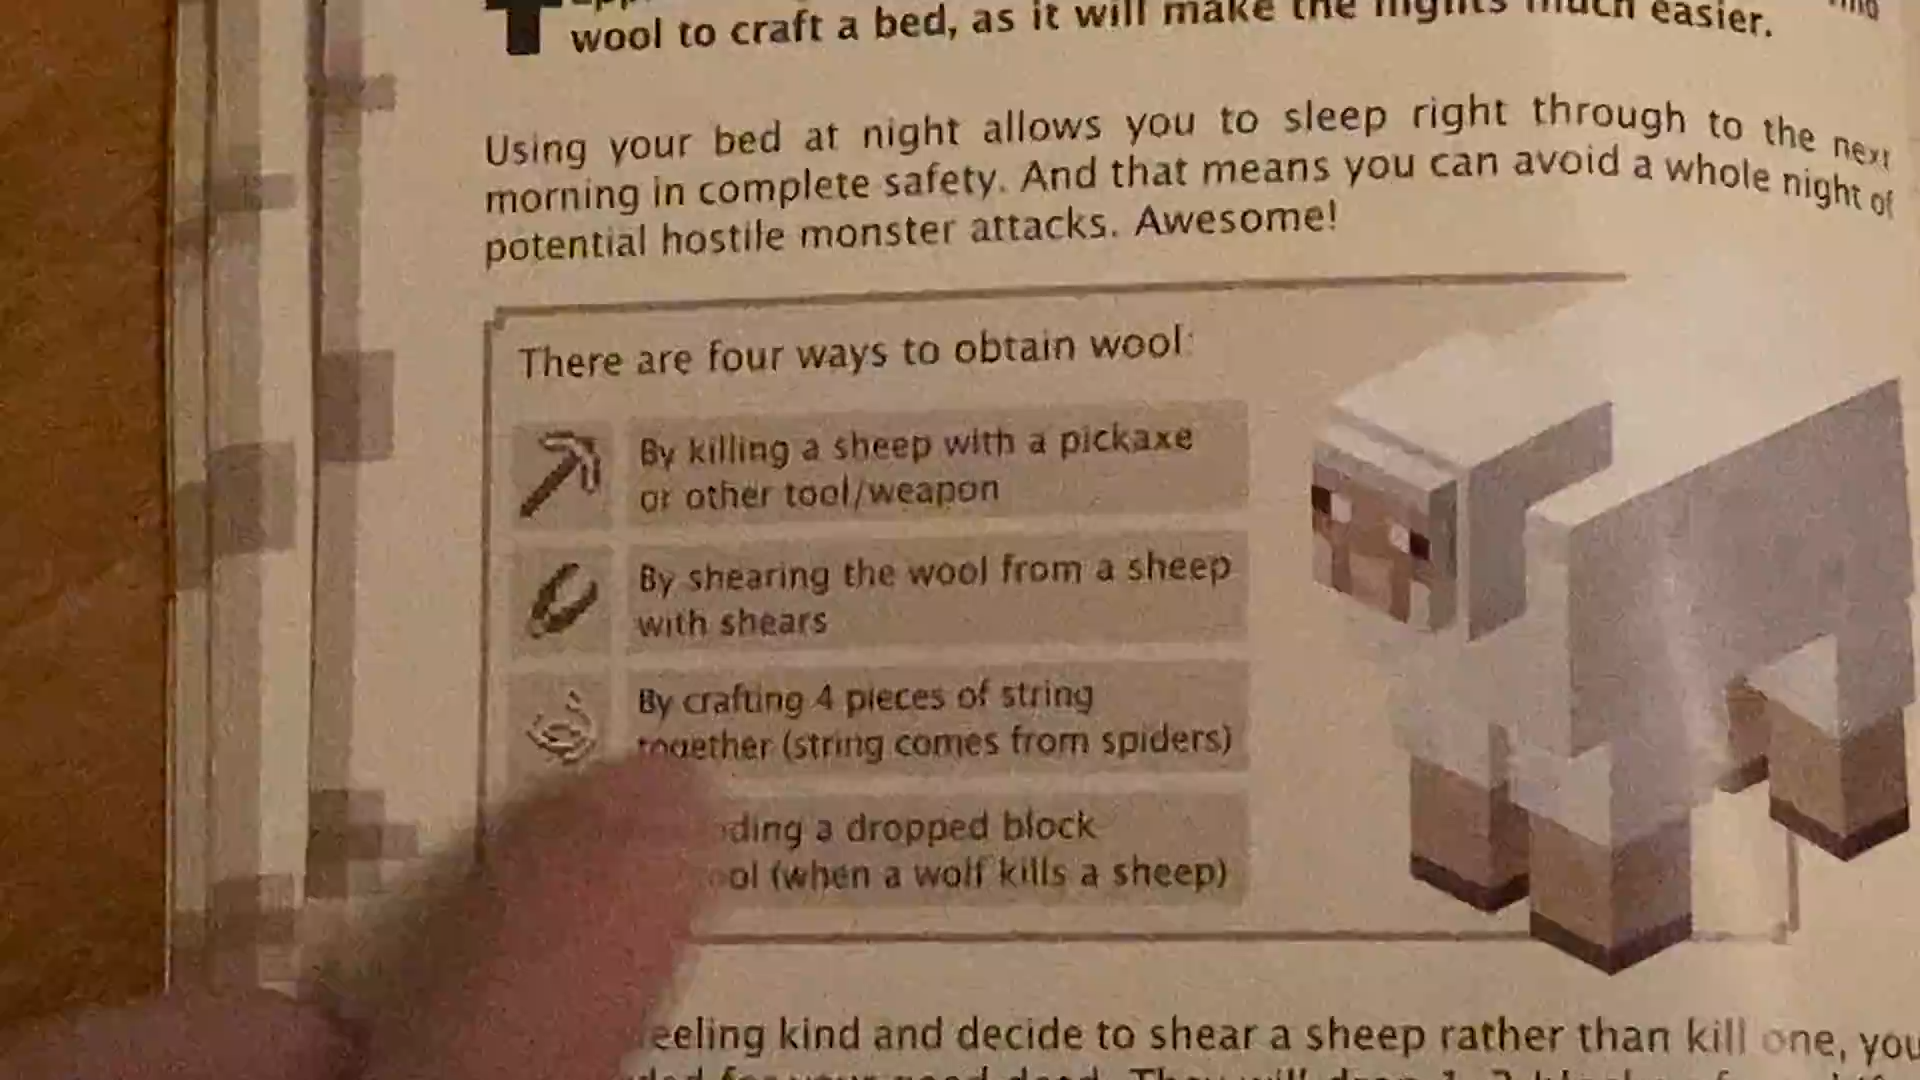 wool to craft a bed, as it will make the nights much easier.
Using your bed at night allows you to sleep right through to the next
morning in complete safety. And that means you can avoid a whole night of
potential hostile monster attacks. Awesome!
There are four ways to obtain wool:
By killing a sheep with a pickaxe
or other tool/weapon
By shearing the wool from a sheep
with shears
By crafting 4 pieces of string
together (string comes from spiders)
a dropped block
(when a wolf kills a sheep)
kind and decide to shear a sheep rather than kill one, you